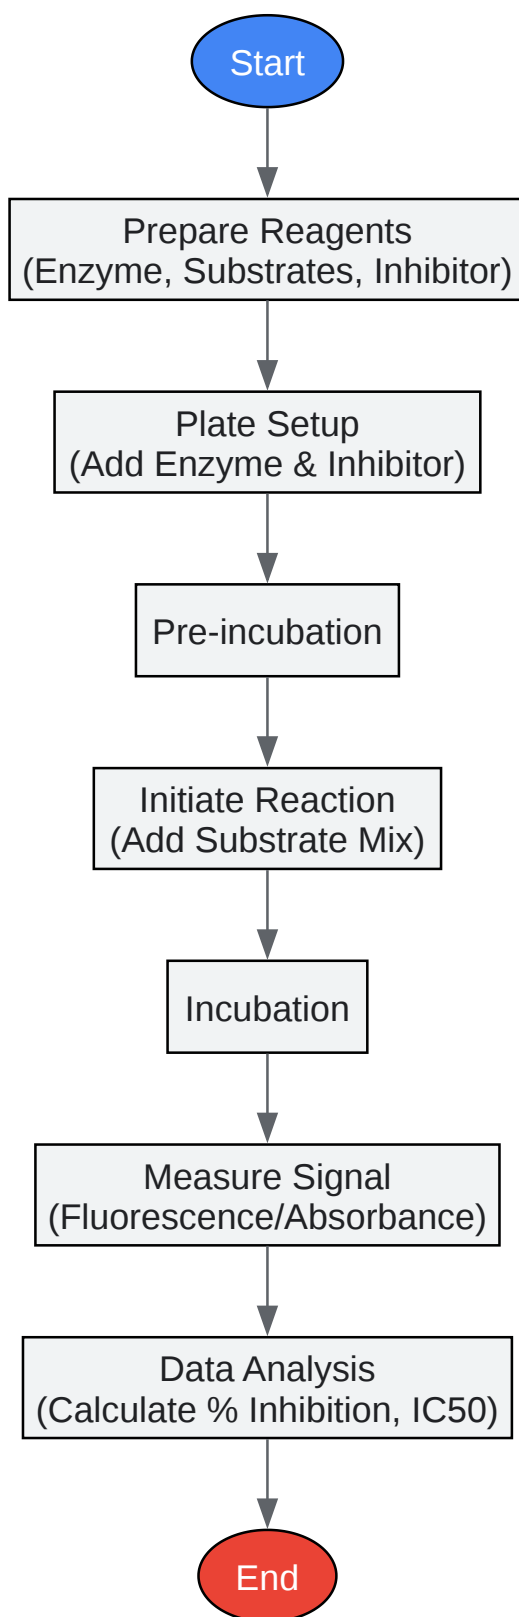 Start
Prepare Reagents
(Enzyme, Substrates, Inhibitor)
Plate Setup
(Add Enzyme & Inhibitor)
Pre-incubation
Initiate Reaction
(Add Substrate Mix)
Incubation
Measure Signal
(Fluorescence/Absorbance)
Data Analysis
(Calculate % Inhibition, IC50)
End